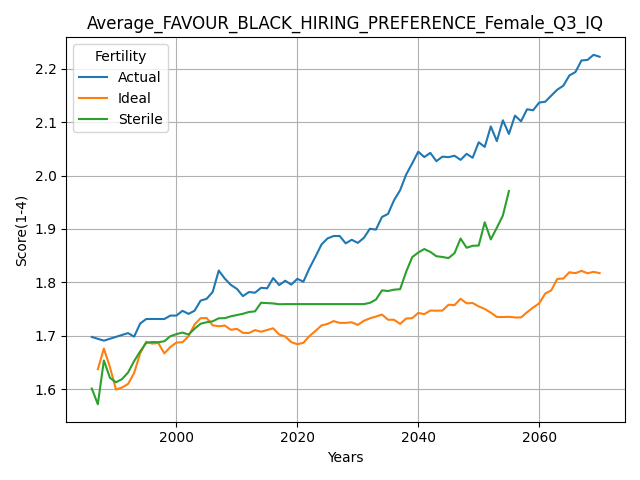 Average_FAVOUR_BLACK_HIRING_PREFERENCE_Female_Q3_IQ
Fertility
Actual
Ideal
Sterile
Score(1-4)
2.2
2.1
2.0
1.9
1.8
1.7
1.6
2000
2020
2040
2060
Years